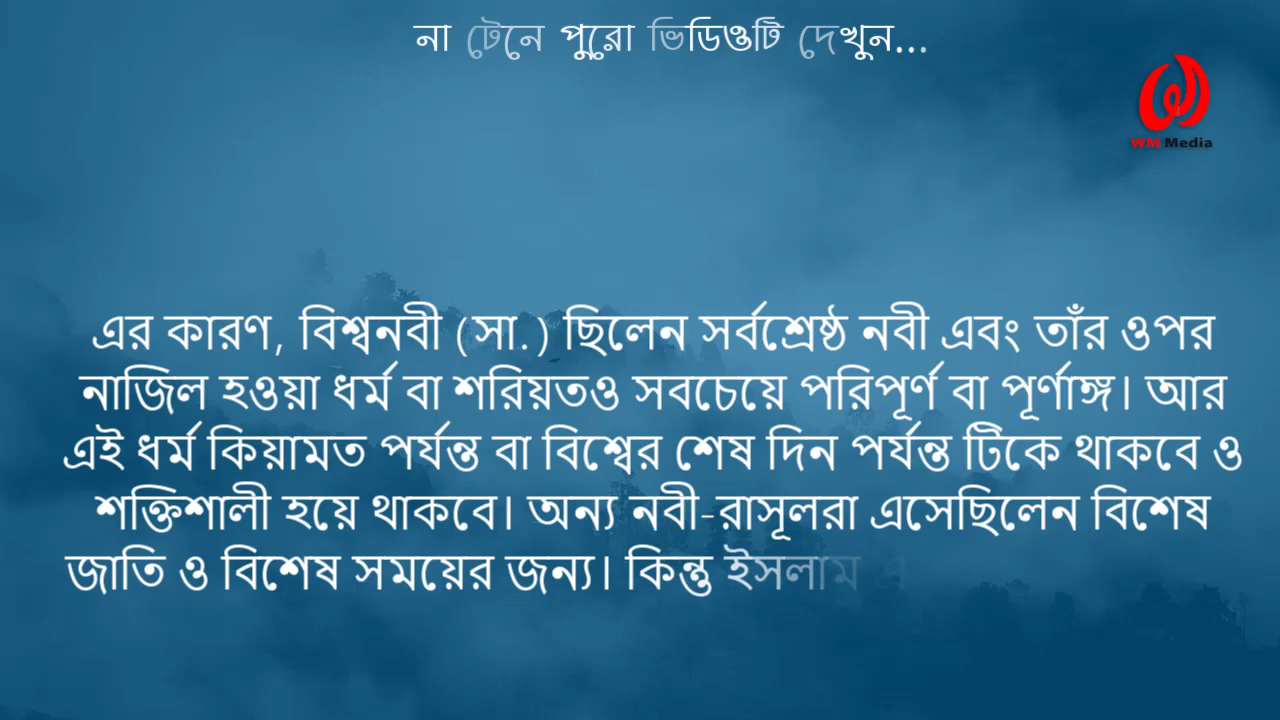 না টেনে পুরো ভিডিওটি দেখুন...
WM Media
এর কারণ, বিশ্বনবী (সা.) ছিলেন সর্বশ্রেষ্ঠ নবী এবং তাঁর ওপর
নাজিল হওয়া ধর্ম বা শরিয়তও সবচেয়ে পরিপূর্ণ বা পূর্ণাঙ্গ। আর
এই ধর্ম কিয়ামত পর্যন্ত বা বিশ্বের শেষ দিন পর্যন্ত টিকে থাকবে ও
শক্তিশালী হয়ে থাকবে। অন্য নবী-রাসূলরা এসেছিলেন বিশেষ
জাতি ও বিশেষ সময়ের জন্য। কিন্তু ইসলাম